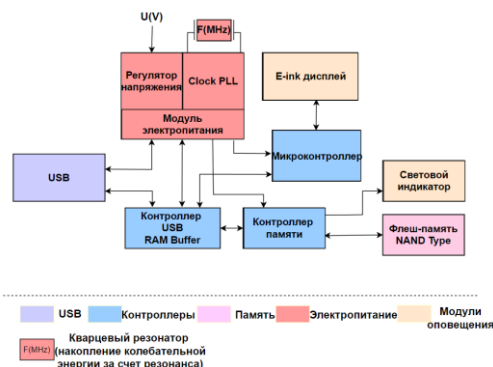 U(V)
F(MHz)
Регулятор
напряжения
Clock PLL
E-ink дисплей
Модуль
электропитания
Микроконтроллер
USB
Световой
индикатор
Контроллер
USB
RAM Buffer
Контроллер
памяти
Флеш-память
NAND Type
USB
Контроллеры
Память
Электропитание
Модули
оповещения
F(MHz)
Кварцевый резонатор
(накопление колебательной
энергии за счет резонанса)